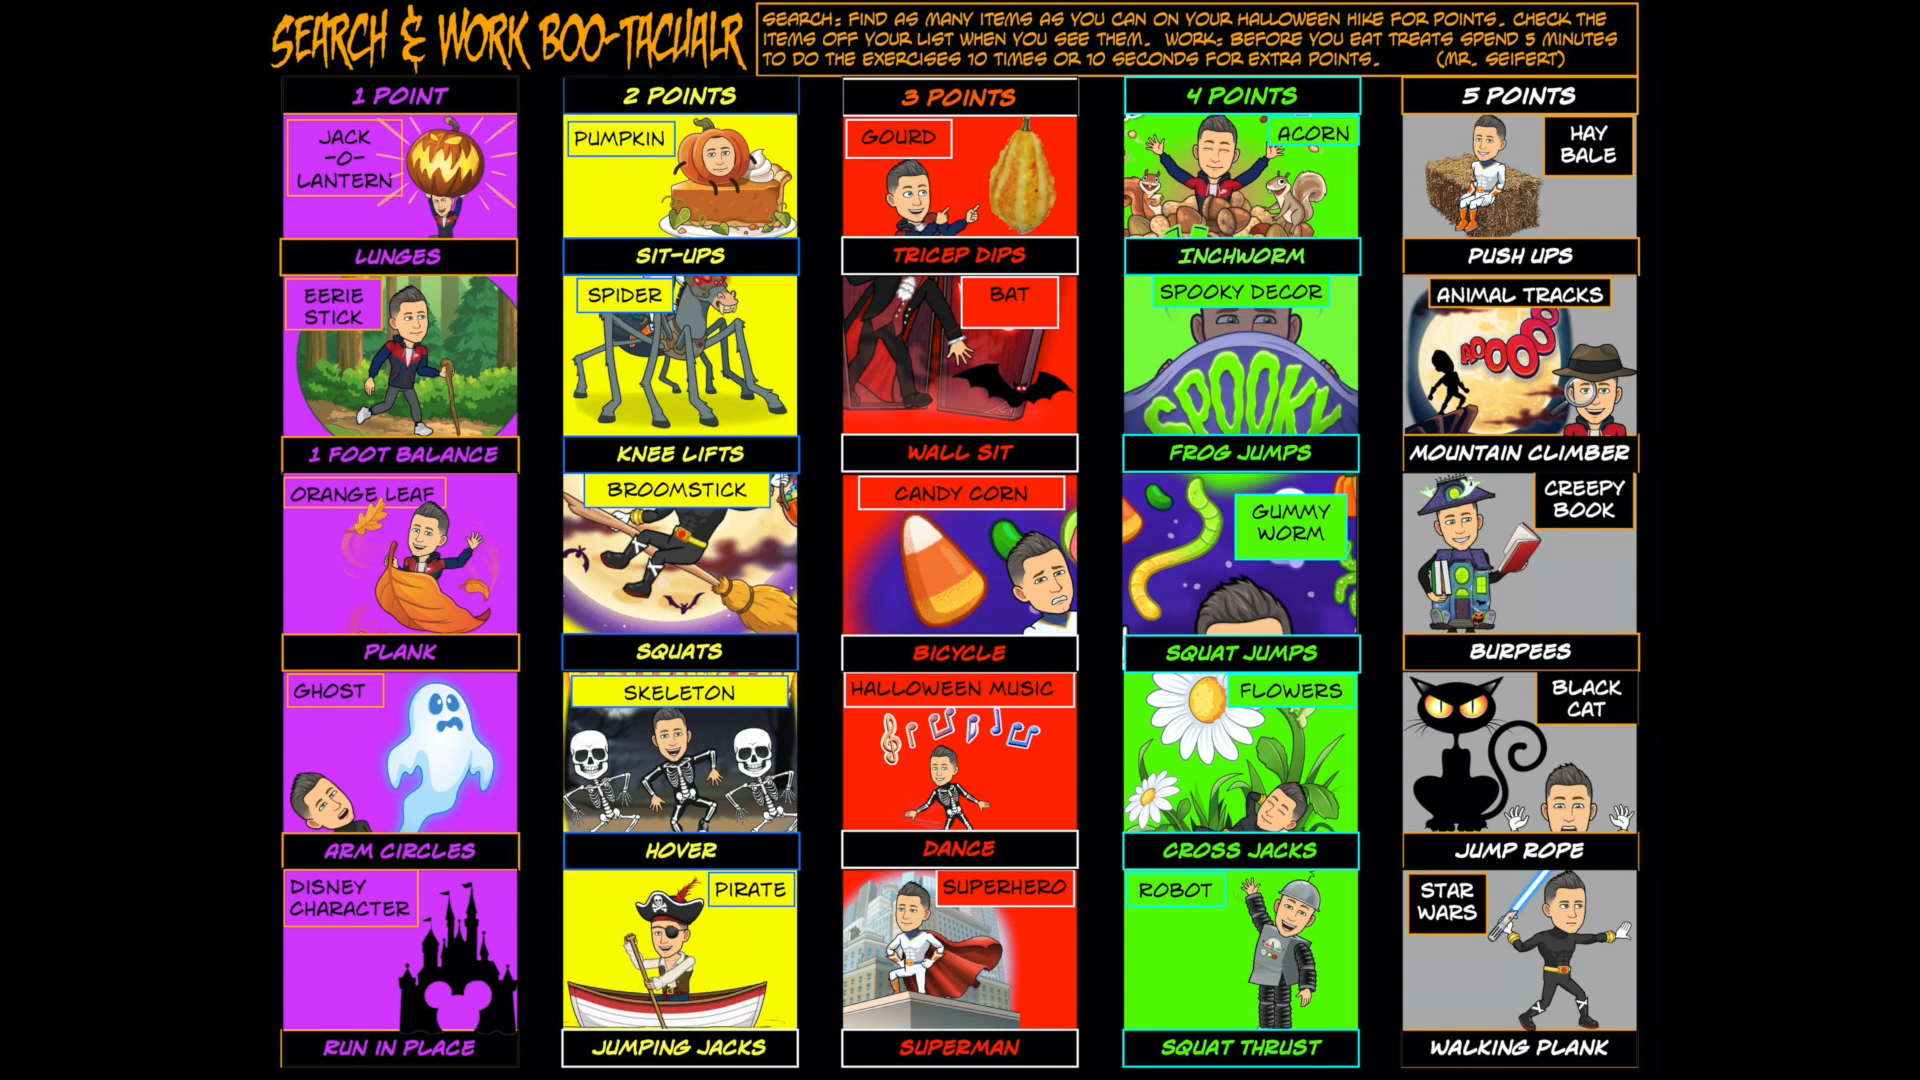 SEARCH & WORK BOO-TACUALR
SEARCH: FIND AS MANY ITEMS AS YOU CAN ON YOUR HALLOWEEN HIKE FOR POINTS. CHECK THE
ITEMS OFF YOUR LIST WHEN YOU SEE THEM. WORK: BEFORE YOU EAT TREATS SPEND 5 MINUTES
TO DO THE EXERCISES 10 TIMES OR 10 SECONDS FOR EXTRA POINTS. (MR. SEIFERT)
1 POINT
2 POINTS
3 POINTS
4 POINTS
5 POINTS
JACK
-O-
LANTERN
PUMPKIN
GOURD
ACORN
HAY
BALE
LUNGES
SIT-UPS
TRICEP DIPS
INCHWORM
PUSH UPS
EERIE
STICK
SPIDER
BAT
SPOOKY DECOR
SPOOKY
ANIMAL TRACKS
AOOOOO
1 FOOT BALANCE
KNEE LIFTS
WALL SIT
FROG JUMPS
MOUNTAIN CLIMBER
ORANGE LEAF
BROOMSTICK
CANDY CORN
GUMMY
WORM
CREEPY
BOOK
PLANK
SQUATS
BICYCLE
SQUAT JUMPS
BURPEES
GHOST
SKELETON
HALLOWEEN MUSIC
FLOWERS
BLACK
CAT
ARM CIRCLES
HOVER
DANCE
CROSS JACKS
JUMP ROPE
DISNEY
CHARACTER
PIRATE
SUPERHERO
ROBOT
STAR
WARS
RUN IN PLACE
JUMPING JACKS
SUPERMAN
SQUAT THRUST
WALKING PLANK